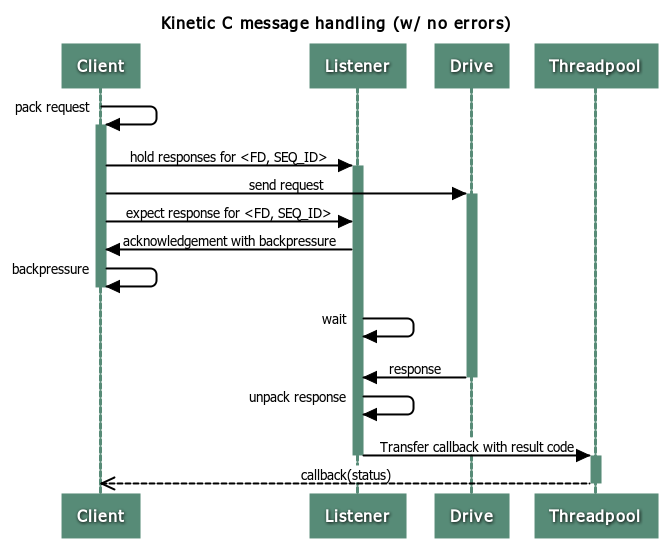 Kinetic C message handling (w/ no errors)
Client Listener Drive Threadpool
pack request
hold responses for <FD, SEQ_ID>
send request
expect response for <FD, SEQ_ID>
acknowledgement with backpressure
backpressure
wait
response
unpack response
Transfer callback with result code
callback(status)
Client Listener Drive Threadpool